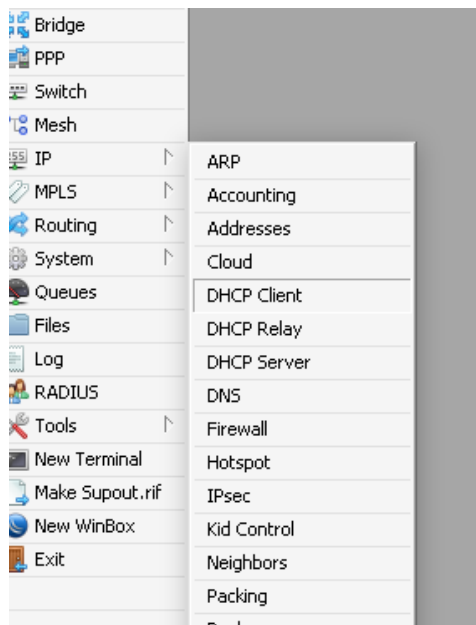 Bridge
PPP
Switch
Mesh
IP
MPLS
Routing
System
Queues
Files
Log
RADIUS
Tools
New Terminal
Make Supout.rif
New WinBox
Exit
ARP
Accounting
Addresses
Cloud
DHCP Client
DHCP Relay
DHCP Server
DNS
Firewall
Hotspot
IPsec
Kid Control
Neighbors
Packing